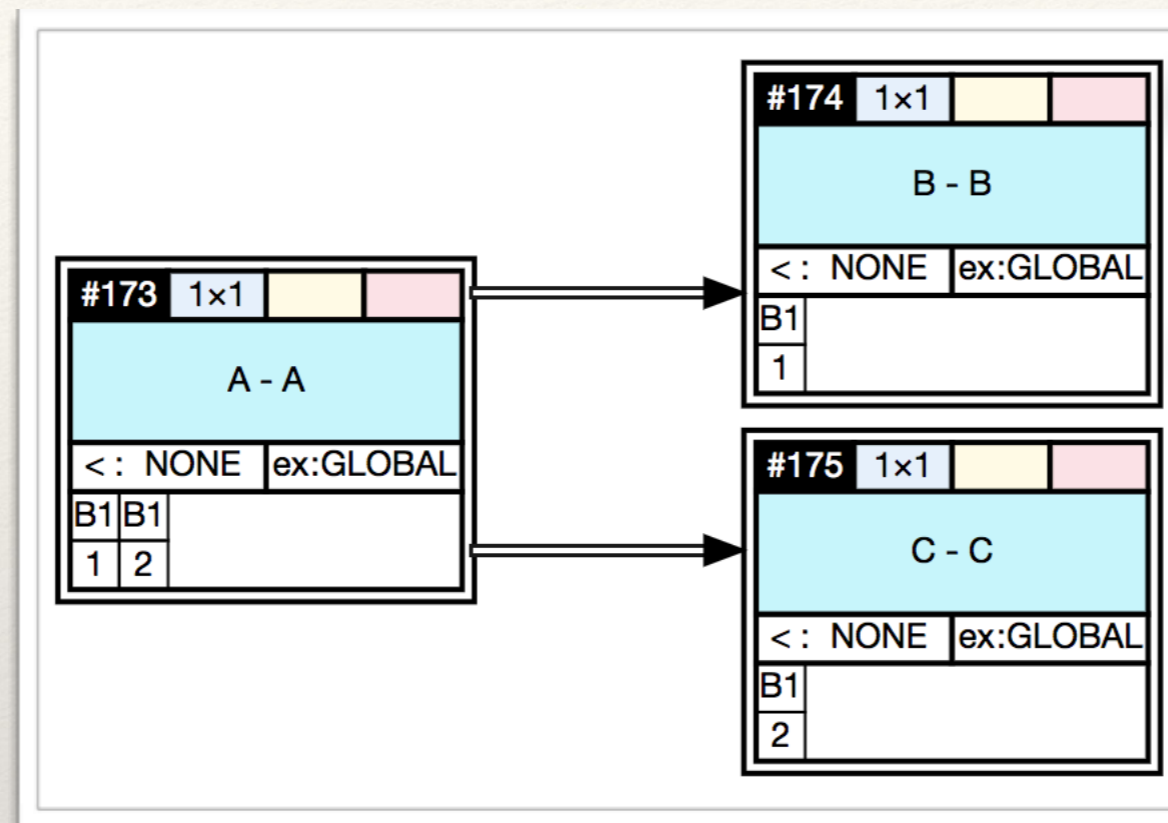 #173 1×1
A - A
<: NONE ex:GLOBAL
B1 B1
1 2
#174 1×1
B - B
<: NONE ex:GLOBAL
B1
1
#175 1×1
C - C
<: NONE ex:GLOBAL
B1
2